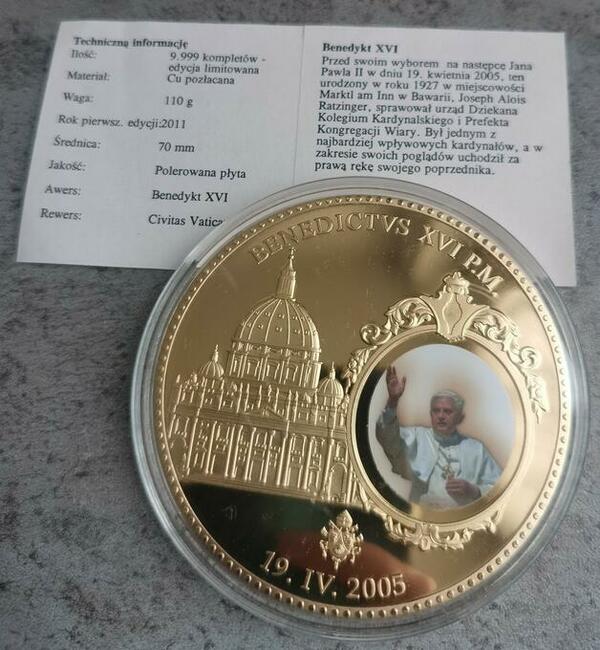 Techniczną informację
Ilość: 9.999 kompletów -
edycja limitowana
Materiał: Cu pozłacana
Waga: 110 g
Rok pierwsz. edycji:2011
Średnica: 70 mm
Jakość: Polerowana płyta
Awers: Benedykt XVI
Rewers: Civitas
Benedykt XVI
Przed swoim wyborem na następce Jana
Pawla II w dniu 19. kwietnia 2005, ten
urodzony w roku 1927 w miejscowości
Marktl am Inn w Bawarii, Joseph Alois
Ratzinger, sprawował urząd Dziekana
Kolegium Kardynalskiego i Prefekta
Kongregacji Wiary. Był jednym z
najbardziej wpływowych kardynałów, a w
zakresie swoich poglądów uchodził za
prawą rękę swojego poprzednika.
BENEDICTVS XVI P.M.
19. IV. 2005